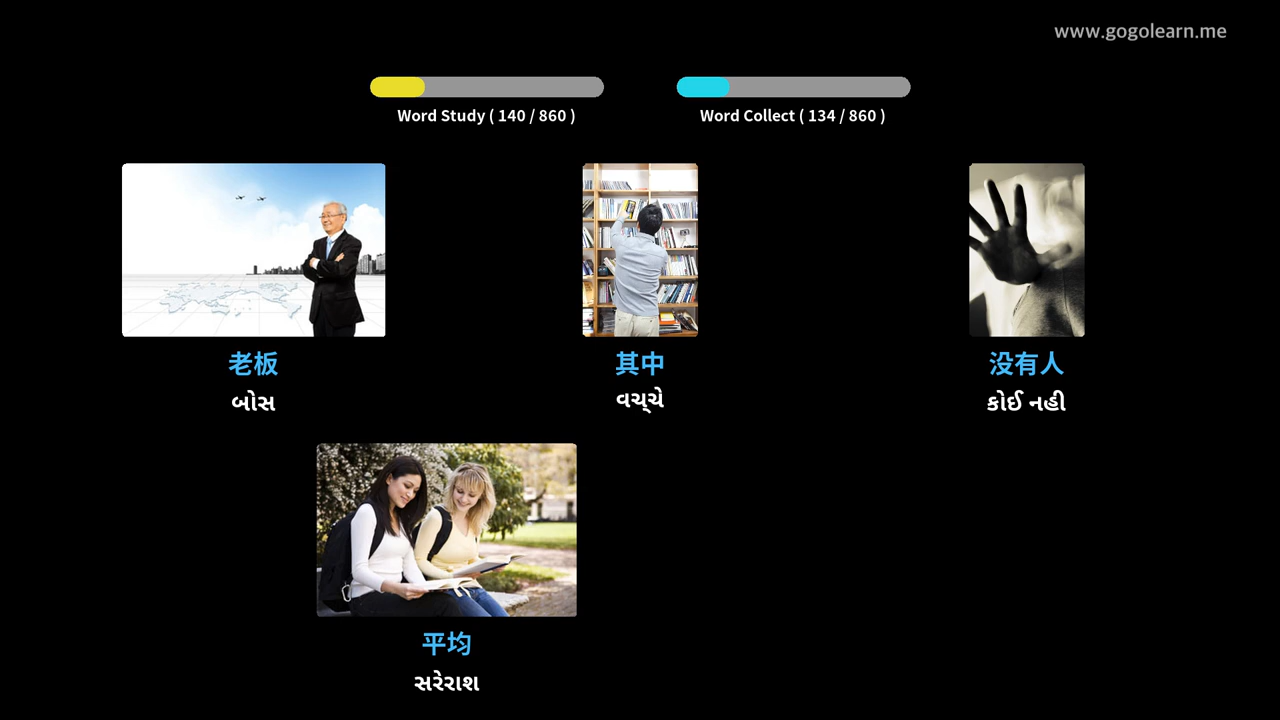 www.gogolearn.me
Word Study ( 140 / 860 )
Word Collect ( 134 / 860 )
老板
બોસ
其中
વચ્ચે
没有人
કોઈ નહી
平均
સરેરાશ